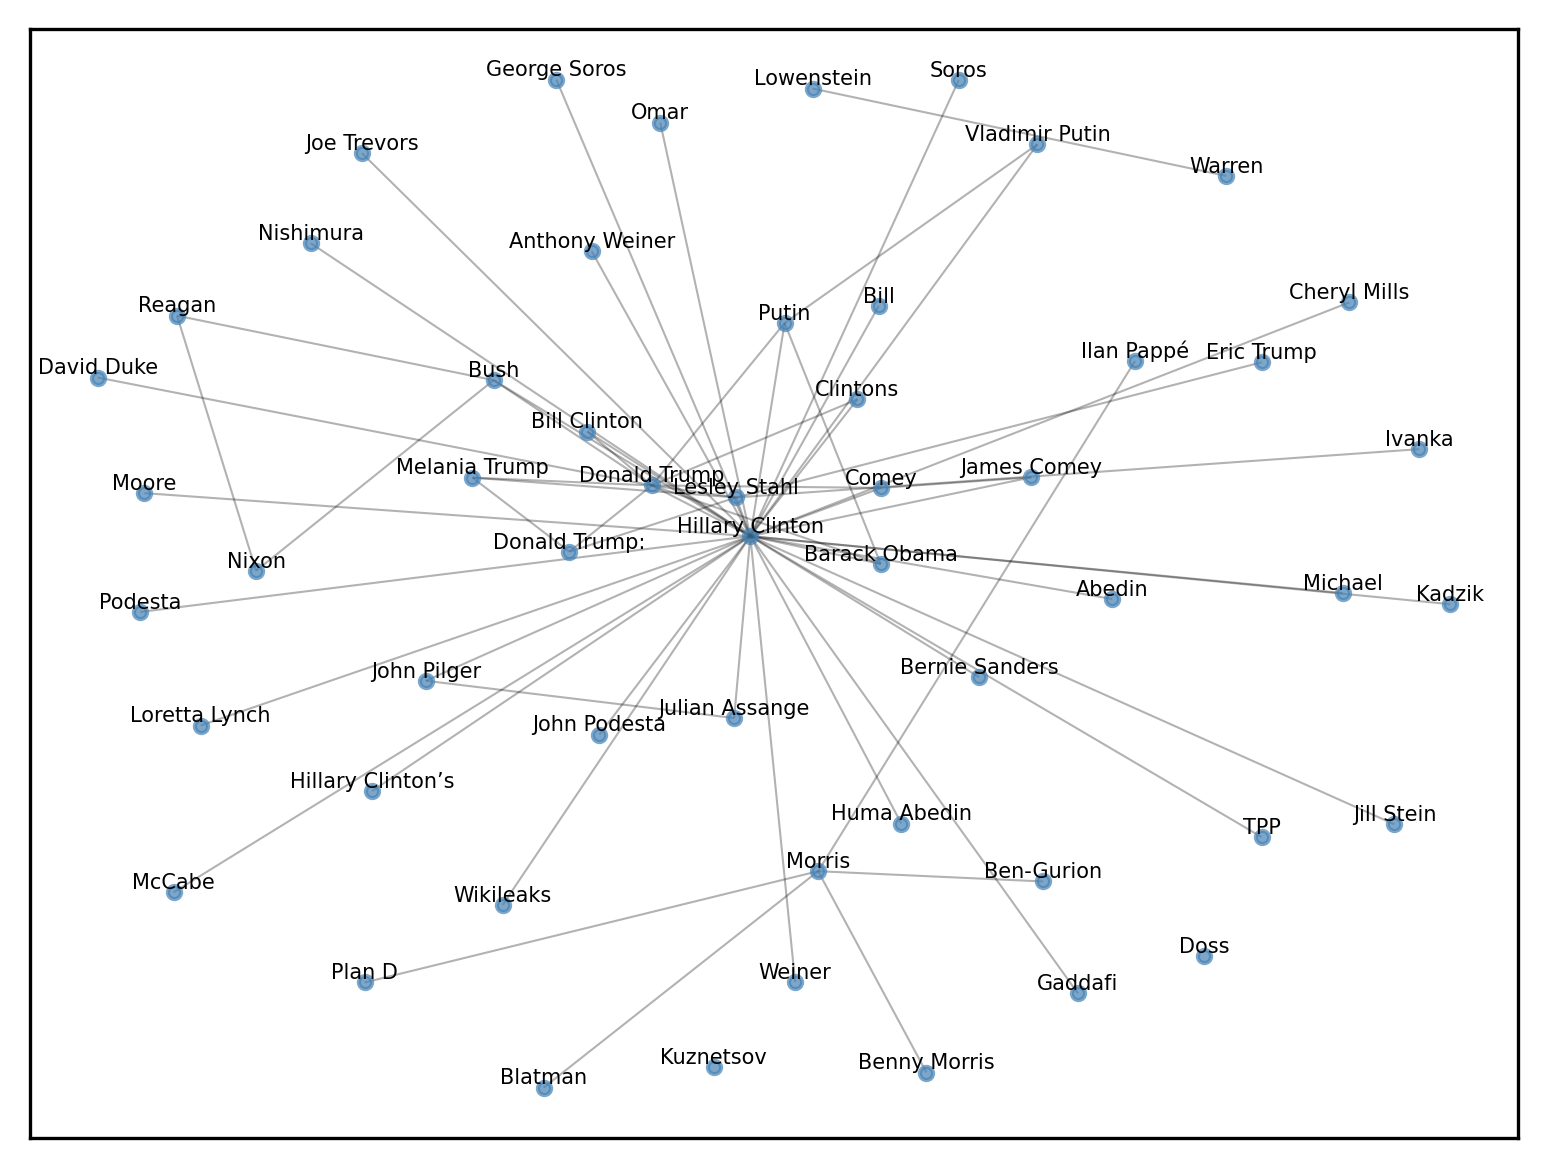 George Soros
Lowenstein
Soros
Omar
Vladimir Putin
Joe Trevors
Warren
Nishimura
Anthony Weiner
Cheryl Mills
Bill
Reagan
Putin
Ilan Pappé
Eric Trump
David Duke
Bush
Clintons
Bill Clinton
Ivanka
Melania Trump
James Comey
Donald Trump
Comey
Moore
Lesley Stahl
Hillary Clinton
Donald Trump:
Barack Obama
Nixon
Michael
Abedin
Kadzik
Podesta
Bernie Sanders
John Pilger
Julian Assange
Loretta Lynch
John Podesta
Hillary Clinton’s
Huma Abedin
Jill Stein
TPP
Morris
Ben-Gurion
McCabe
Wikileaks
Doss
Plan D
Weiner
Gaddafi
Kuznetsov
Benny Morris
Blatman